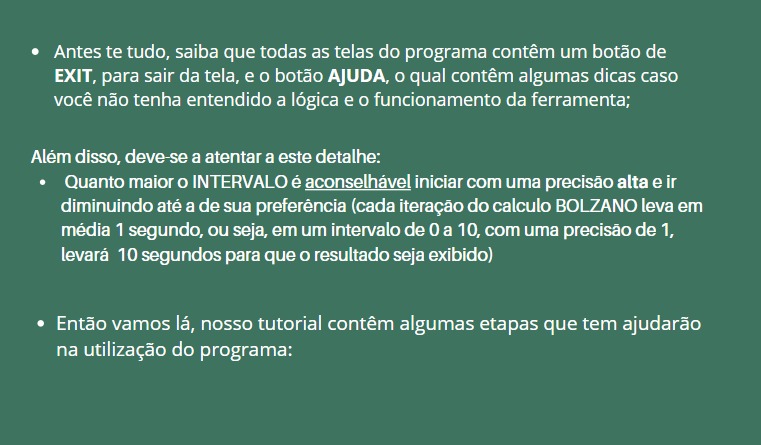 • Antes te tudo, saiba que todas as telas do programa contêm um botão de
EXIT, para sair da tela, e o botão AJUDA, o qual contêm algumas dicas caso
você não tenha entendido a lógica e o funcionamento da ferramenta;
Além disso, deve-se a atentar a este detalhe:
• Quanto maior o INTERVALO é aconselhável iniciar com uma precisão alta e ir
diminuindo até a de sua preferência (cada iteração do calculo BOLZANO leva em
média 1 segundo, ou seja, em um intervalo de 0 a 10, com uma precisão de 1,
levará 10 segundos para que o resultado seja exibido)
• Então vamos lá, nosso tutorial contêm algumas etapas que tem ajudarão
na utilização do programa: